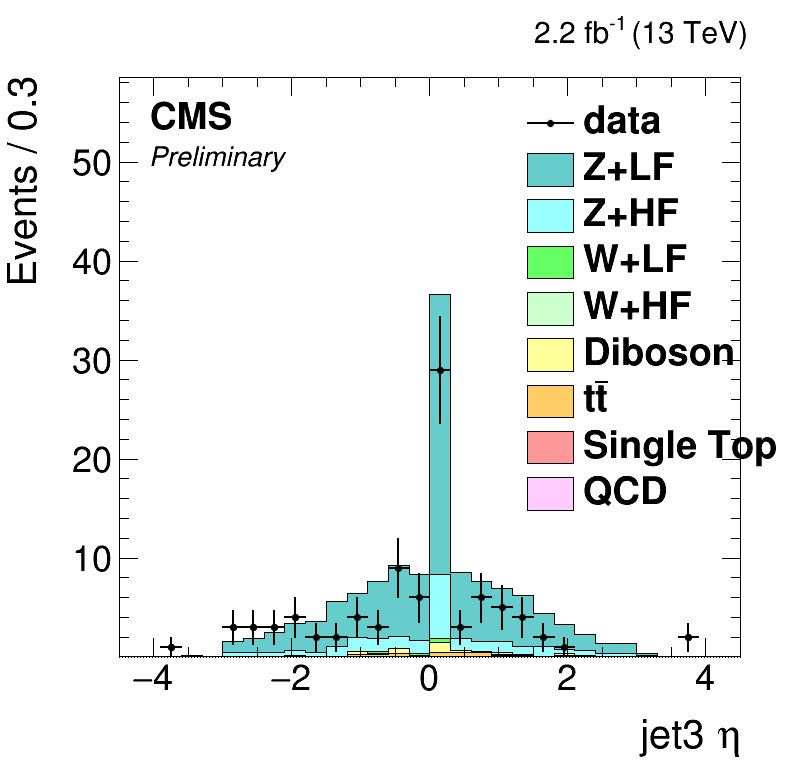 2.2 fb-1 (13 TeV)
Events / 0.3
CMS
Preliminary
data
Z+LF
Z+HF
W+LF
W+HF
Diboson
tt̄
Single Top
QCD
50
40
30
20
10
−4 −2 0 2 4
jet3 η